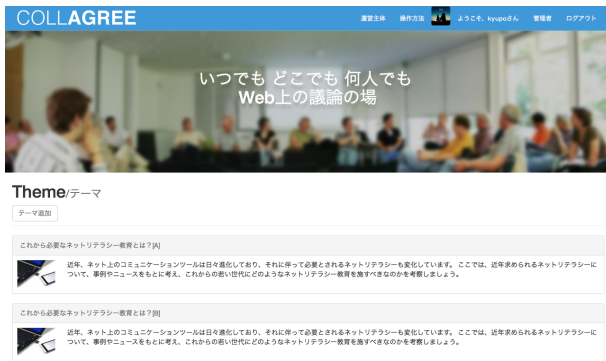 COLLAGREE
運営主体 操作方法 ようこそ、kyupoさん 管理者 ログアウト
いつでも どこでも 何人でも
Web上の議論の場
Theme/テーマ
テーマ追加
これから必要なネットリテラシー教育とは？[A]
近年、ネット上のコミュニケーションツールは日々進化しており、それに伴って必要とされるネットリテラシーも変化しています。 ここでは、近年求められるネットリテラシーに
ついて、事例やニュースをもとに考え、これからの若い世代にどのようなネットリテラシー教育を施すべきなのかを考察しましょう。
これから必要なネットリテラシー教育とは？[B]
近年、ネット上のコミュニケーションツールは日々進化しており、それに伴って必要とされるネットリテラシーも変化しています。 ここでは、近年求められるネットリテラシーに
ついて、事例やニュースをもとに考え、これからの若い世代にどのようなネットリテラシー教育を施すべきなのかを考察しましょう。